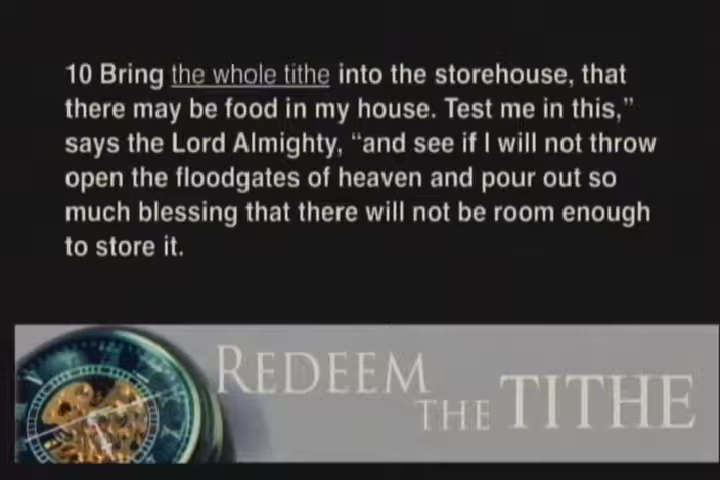 10 Bring the whole tithe into the storehouse, that
there may be food in my house. Test me in this,”
says the Lord Almighty, “and see if I will not throw
open the floodgates of heaven and pour out so
much blessing that there will not be room enough
to store it.
REDEEM
THE TITHE